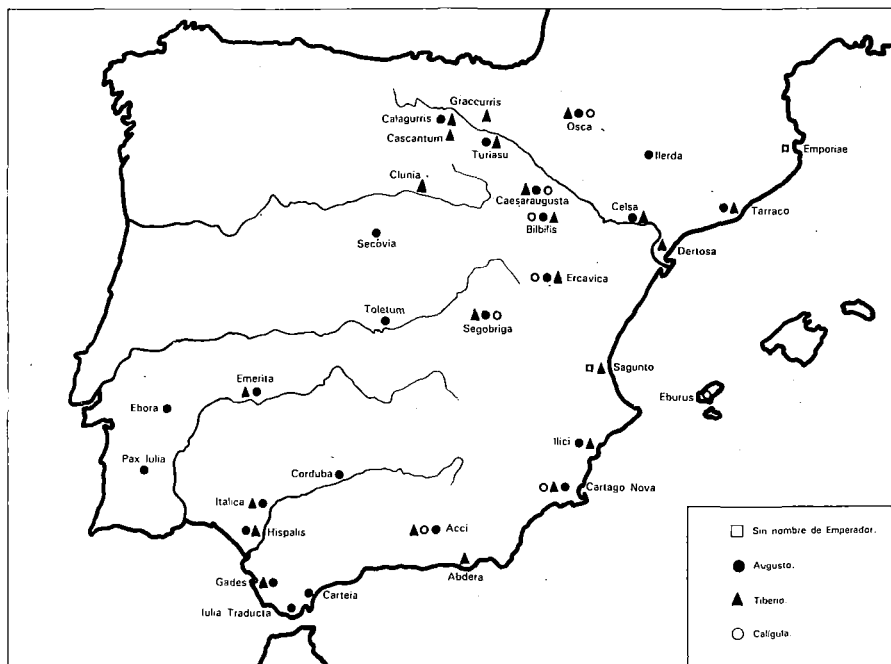 Graccurris
Calagurris
Osca
Cascantum
Turiasu
Ilerda
Emporiae
Clunia
Caesaraugusta
Celsa
Tarraco
Bilbilis
Secovia
Dertosa
Ercavica
Toletum
Segobriga
Sagunto
Emerita
Eburus
Ebora
Ilici
Pax Iulia
Corduba
Cartago Nova
Italica
Hispalis
Acci
Abdera
Gades
Carteia
Iulia Traducta
Sin nombre de Emperador.
Augusto.
Tiberio.
Calígula.